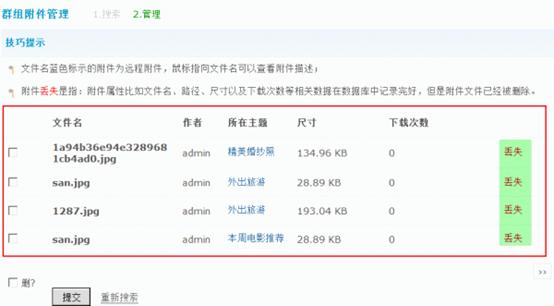 群组附件管理 1.搜索 2.管理
技巧提示
文件名蓝色标示的附件为远程附件，鼠标指向文件名可以查看附件描述；
附件丢失是指：附件属性比如文件名、路径、尺寸以及下载次数等相关数据在数据库中记录完好，但是附件文件已经被删除。
文件名 作者 所在主题 尺寸 下载次数
1a94b36e94e328968
1cb4ad0.jpg admin 精美婚纱照 134.96 KB 0 丢失
san.jpg admin 外出旅游 28.89 KB 0 丢失
1287.jpg admin 外出旅游 193.04 KB 0 丢失
san.jpg admin 本周电影推荐 28.89 KB 0 丢失
>>
删?
提交 重新搜索